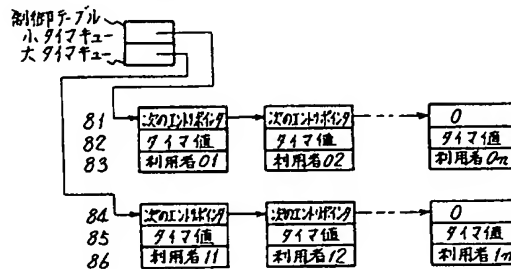 制御テーブル
小タイマキュー
大タイマキュー
81 次のエントリポインタ 次のエントリポインタ 0
82 タイマ値 タイマ値 タイマ値
83 利用者01 利用者02 利用者0n
84 次のエントリポインタ 次のエントリポインタ 0
85 タイマ値 タイマ値 タイマ値
86 利用者11 利用者12 利用者1n